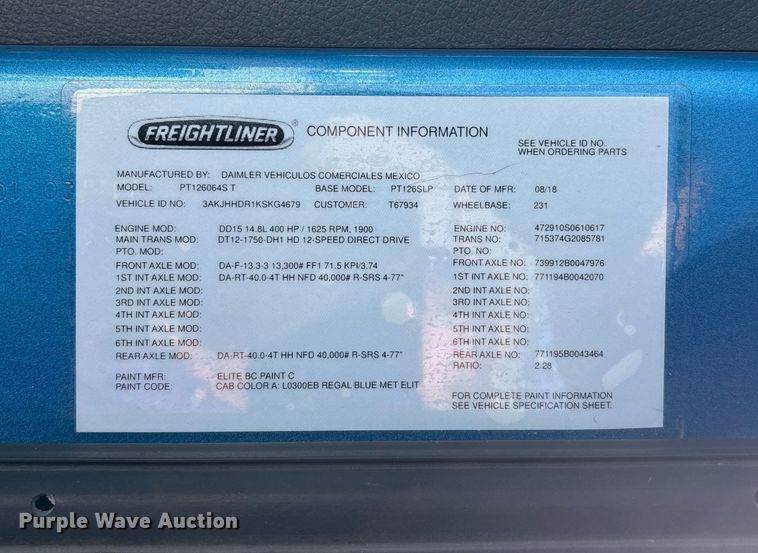 FREIGHTLINER ® COMPONENT INFORMATION
SEE VEHICLE ID NO.
WHEN ORDERING PARTS
MANUFACTURED BY: DAIMLER VEHICULOS COMERCIALES MEXICO
MODEL: PT126064S T BASE MODEL: PT126SLP DATE OF MFR: 08/18
VEHICLE ID NO: 3AKJHHDR1KSKG4679 CUSTOMER: T67934 WHEELBASE: 231
ENGINE MOD: DD15 14.8L 400 HP / 1625 RPM, 1900 ENGINE NO: 472910S0610617
MAIN TRANS MOD: DT12-1750-DH1 HD 12-SPEED DIRECT DRIVE TRANS NO: 715374G2085781
PTO. MOD: PTO. NO:
FRONT AXLE MOD: DA-F-13.3-3 13,300# FF1 71.5 KPI/3.74 FRONT AXLE NO: 739912B0047976
1ST INT AXLE MOD: DA-RT-40.0-4T HH NFD 40,000# R-SRS 4-77" 1ST INT AXLE NO: 771194B0042070
2ND INT AXLE MOD: 2ND INT AXLE NO:
3RD INT AXLE MOD: 3RD INT AXLE NO:
4TH INT AXLE MOD: 4TH INT AXLE NO:
5TH INT AXLE MOD: 5TH INT AXLE NO:
6TH INT AXLE MOD: 6TH INT AXLE NO:
REAR AXLE MOD: DA-RT-40.0-4T HH NFD 40,000# R-SRS 4-77" REAR AXLE NO: 771195B0043464
RATIO: 2.28
PAINT MFR: ELITE BC PAINT C
PAINT CODE: CAB COLOR A: L0300EB REGAL BLUE MET ELIT
FOR COMPLETE PAINT INFORMATION
SEE VEHICLE SPECIFICATION SHEET.
Purple Wave Auction